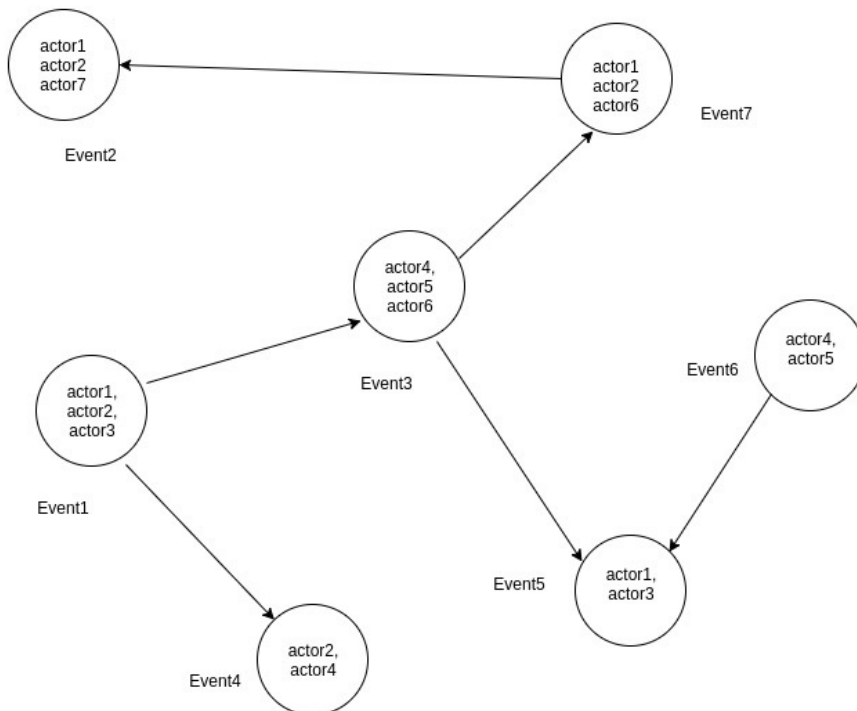 actor1
actor2
actor7
Event2
actor1
actor2
actor6
Event7
actor4,
actor5
actor6
Event3
actor4,
actor5
Event6
actor1,
actor2,
actor3
Event1
Event5
actor1,
actor3
actor2,
actor4
Event4